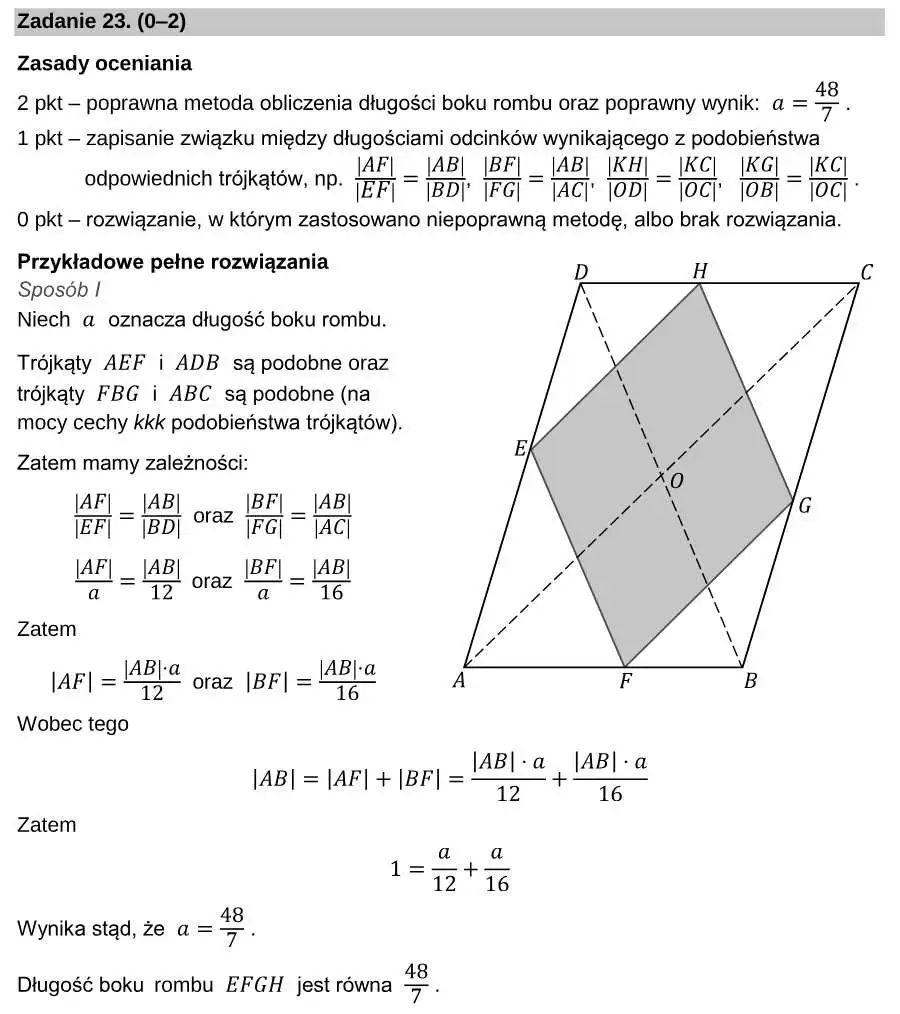 Zadanie 23. (0–2)
Zasady oceniania
2 pkt – poprawna metoda obliczenia długości boku rombu oraz poprawny wynik: a = 48/7 .
1 pkt – zapisanie związku między długościami odcinków wynikającego z podobieństwa
odpowiednich trójkątów, np. |AF|/|EF| = |AB|/|BD|, |BF|/|FG| = |AB|/|AC|, |KH|/|OD| = |KC|/|OC|, |KG|/|OB| = |KC|/|OC| .
0 pkt – rozwiązanie, w którym zastosowano niepoprawną metodę, albo brak rozwiązania.
Przykładowe pełne rozwiązania
Sposób I
Niech a oznacza długość boku rombu.
Trójkąty AEF i ADB są podobne oraz
trójkąty FBG i ABC są podobne (na
mocy cechy kkk podobieństwa trójkątów).
Zatem mamy zależności:
|AF|/|EF| = |AB|/|BD| oraz |BF|/|FG| = |AB|/|AC|
|AF|/a = |AB|/12 oraz |BF|/a = |AB|/16
Zatem
|AF| = |AB|·a/12 oraz |BF| = |AB|·a/16
D H C
E
O
G
A F B
Wobec tego
|AB| = |AF| + |BF| = |AB| · a/12 + |AB| · a/16
Zatem
1 = a/12 + a/16
Wynika stąd, że a = 48/7 .
Długość boku rombu EFGH jest równa 48/7 .